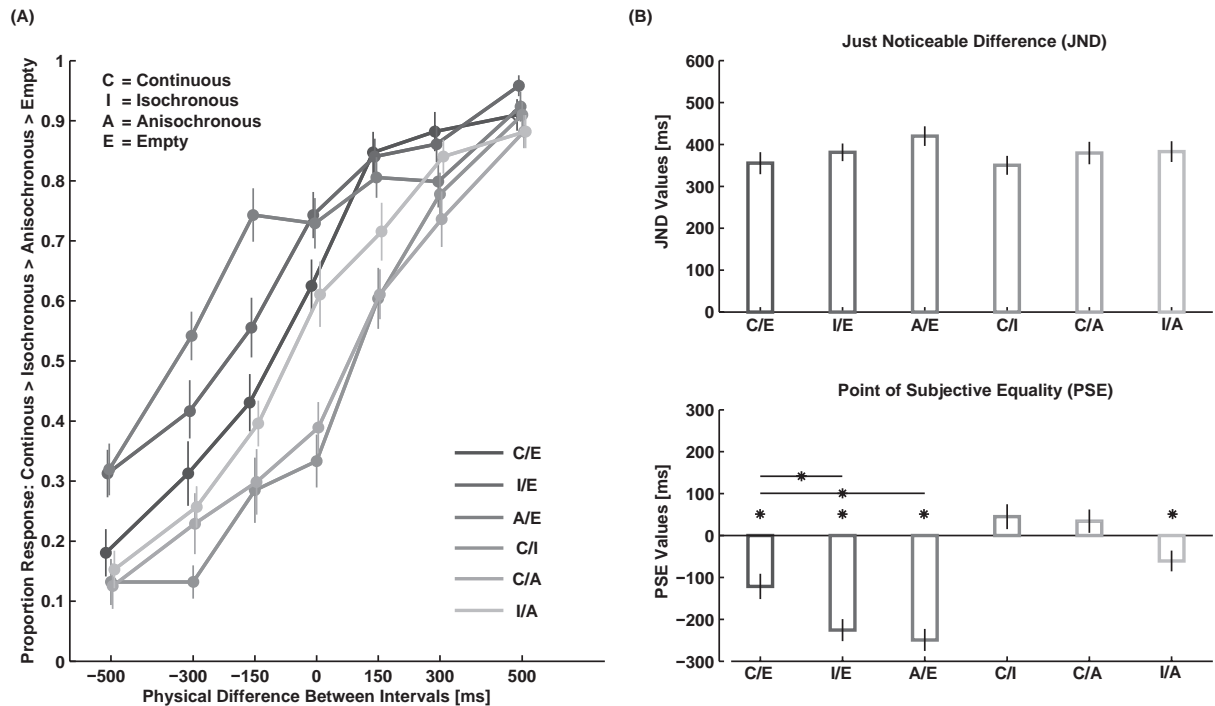 (A)
Proportion Response: Continous > Isochronous > Anisochronous > Empty
1
0.9
0.8
0.7
0.6
0.5
0.4
0.3
0.2
0.1
0
C = Continuous
I = Isochronous
A = Anisochronous
E = Empty
C/E
I/E
A/E
C/I
C/A
I/A
−500 −300 −150 0 150 300 500
Physical Difference Between Intervals [ms]
(B)
Just Noticeable Difference (JND)
JND Values [ms]
600
500
400
300
200
100
0
C/E I/E A/E C/I C/A I/A
Point of Subjective Equality (PSE)
PSE Values [ms]
300
200
100
0
−100
−200
−300
* * * * * *
C/E I/E A/E C/I C/A I/A